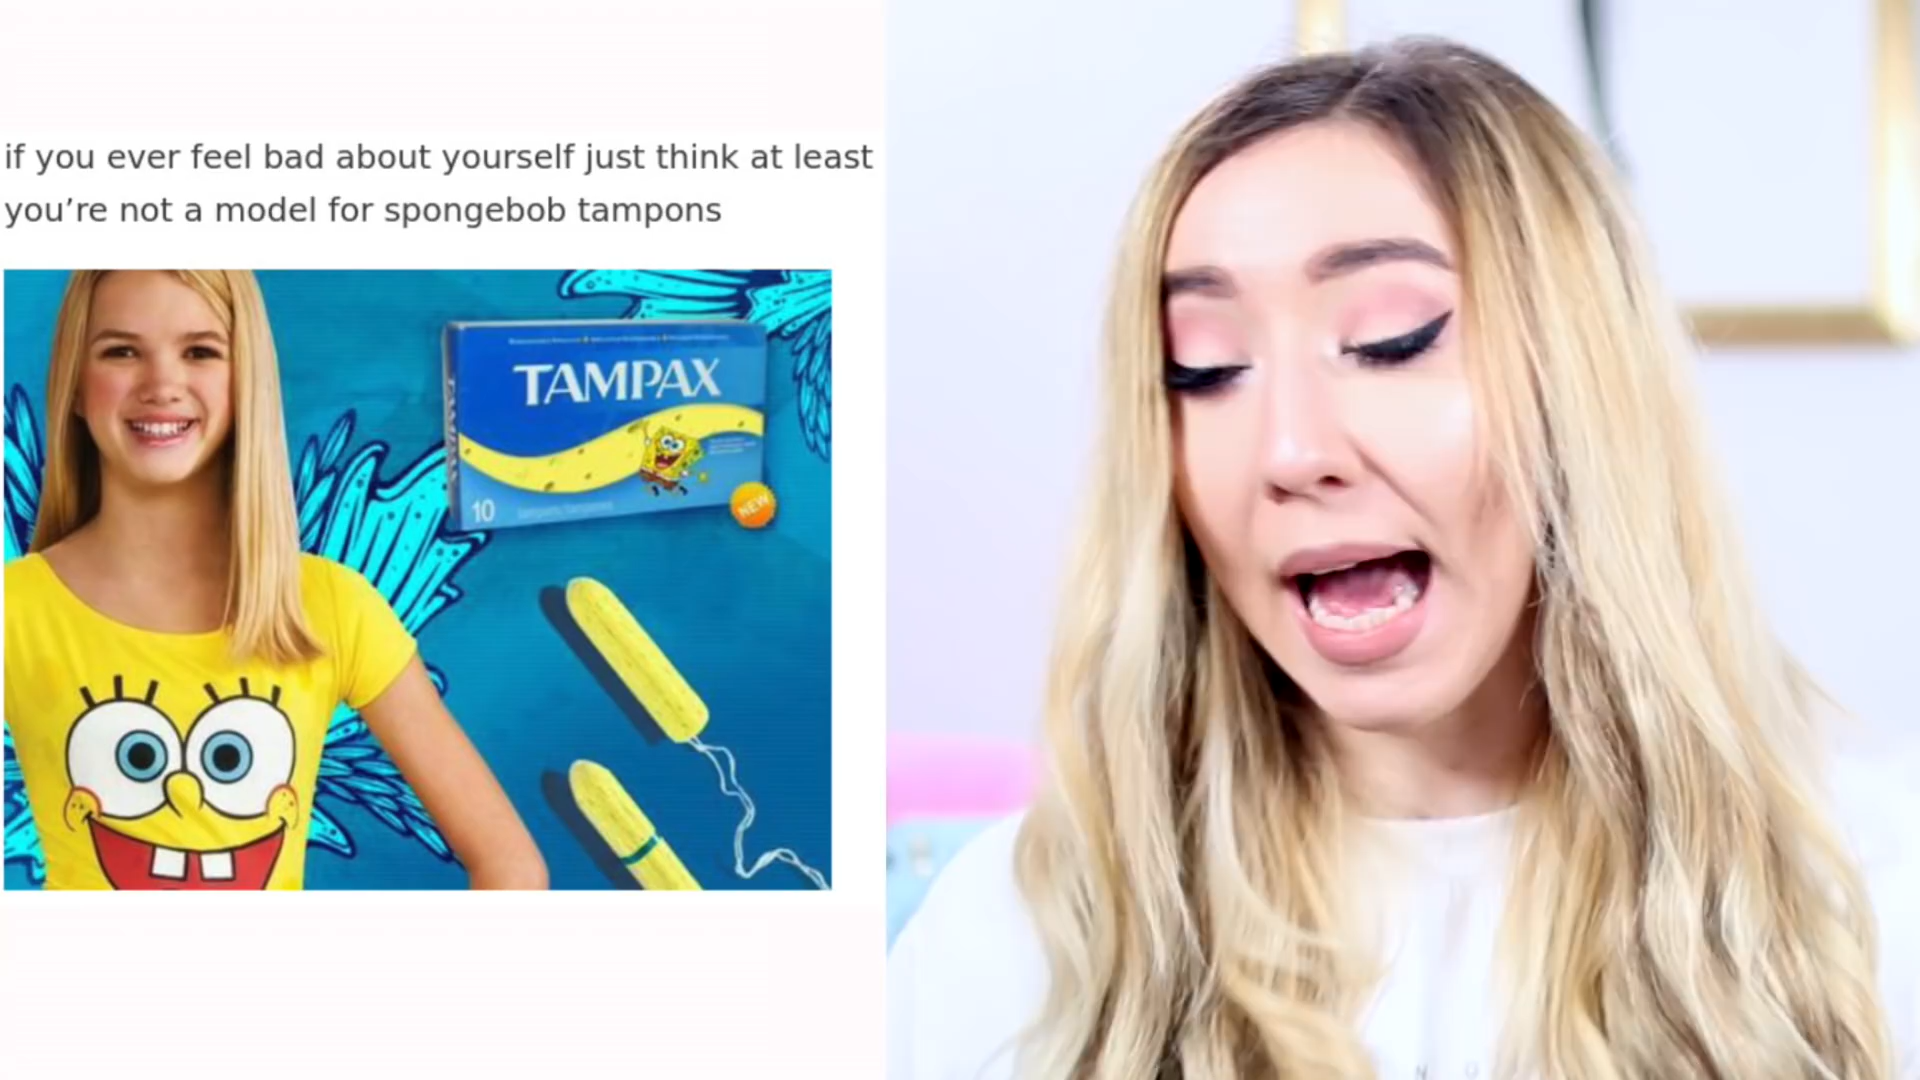 if you ever feel bad about yourself just think at least
you’re not a model for spongebob tampons
TAMPAX
10
NEW